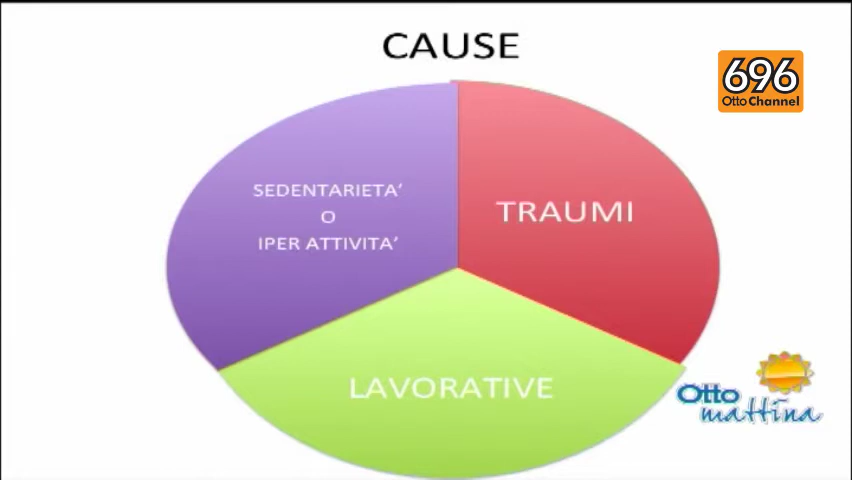 CAUSE
696
Otto Channel
SEDENTARIETA’
O
IPER ATTIVITA’
TRAUMI
LAVORATIVE
Otto
mattina